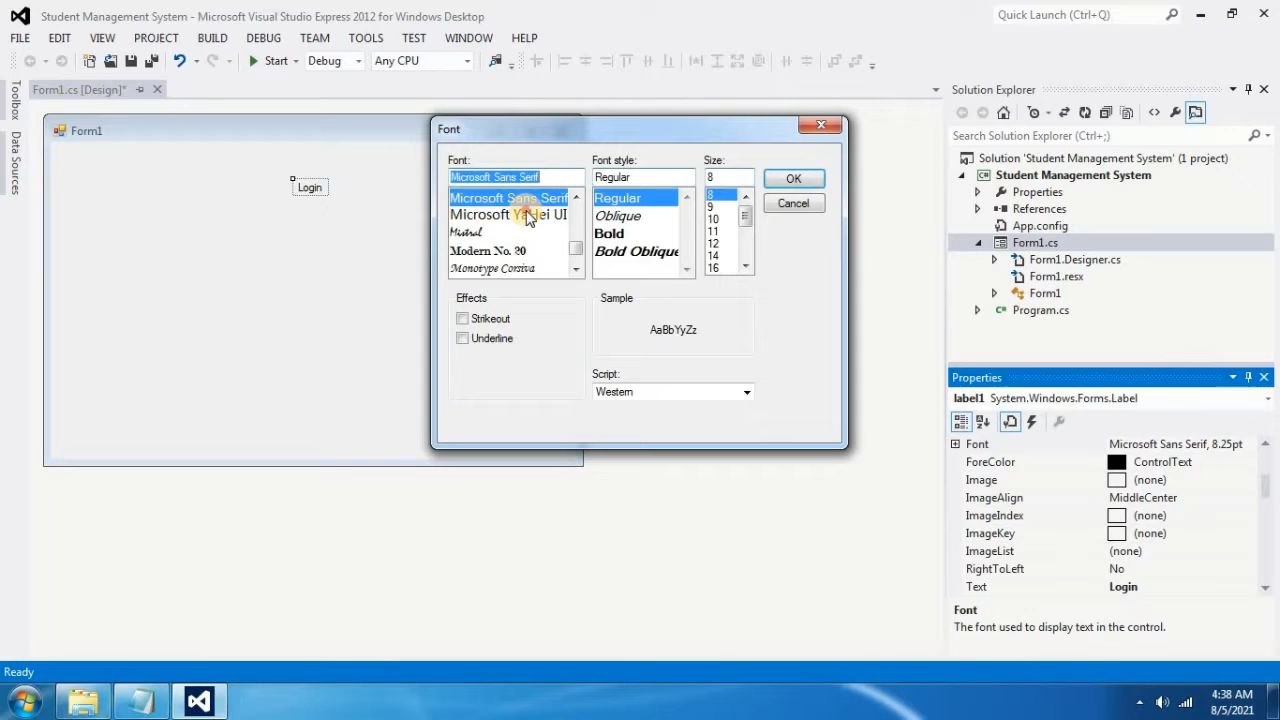 Student Management System - Microsoft Visual Studio Express 2012 for Windows Desktop
Quick Launch (Ctrl+Q)
FILE EDIT VIEW PROJECT BUILD DEBUG TEAM TOOLS TEST WINDOW HELP
Start Debug Any CPU
Toolbox
Data Sources
Form1.cs [Design]*
Form1
Login
Font
Font:
Microsoft Sans Serif
Microsoft Sans Serif
Microsoft YaHei UI
Mistral
Modern No. 20
Monotype Corsiva
Font style:
Regular
Regular
Oblique
Bold
Bold Oblique
Size:
8
8
9
10
11
12
14
16
OK
Cancel
Effects
Strikeout
Underline
Sample
AaBbYyZz
Script:
Western
Solution Explorer
Search Solution Explorer (Ctrl+;)
Solution 'Student Management System' (1 project)
Student Management System
Properties
References
App.config
Form1.cs
Form1.Designer.cs
Form1.resx
Form1
Program.cs
Properties
label1 System.Windows.Forms.Label
Font Microsoft Sans Serif, 8.25pt
ForeColor ControlText
Image (none)
ImageAlign MiddleCenter
ImageIndex (none)
ImageKey (none)
ImageList (none)
RightToLeft No
Text Login
Font
The font used to display text in the control.
Ready
4:38 AM
8/5/2021